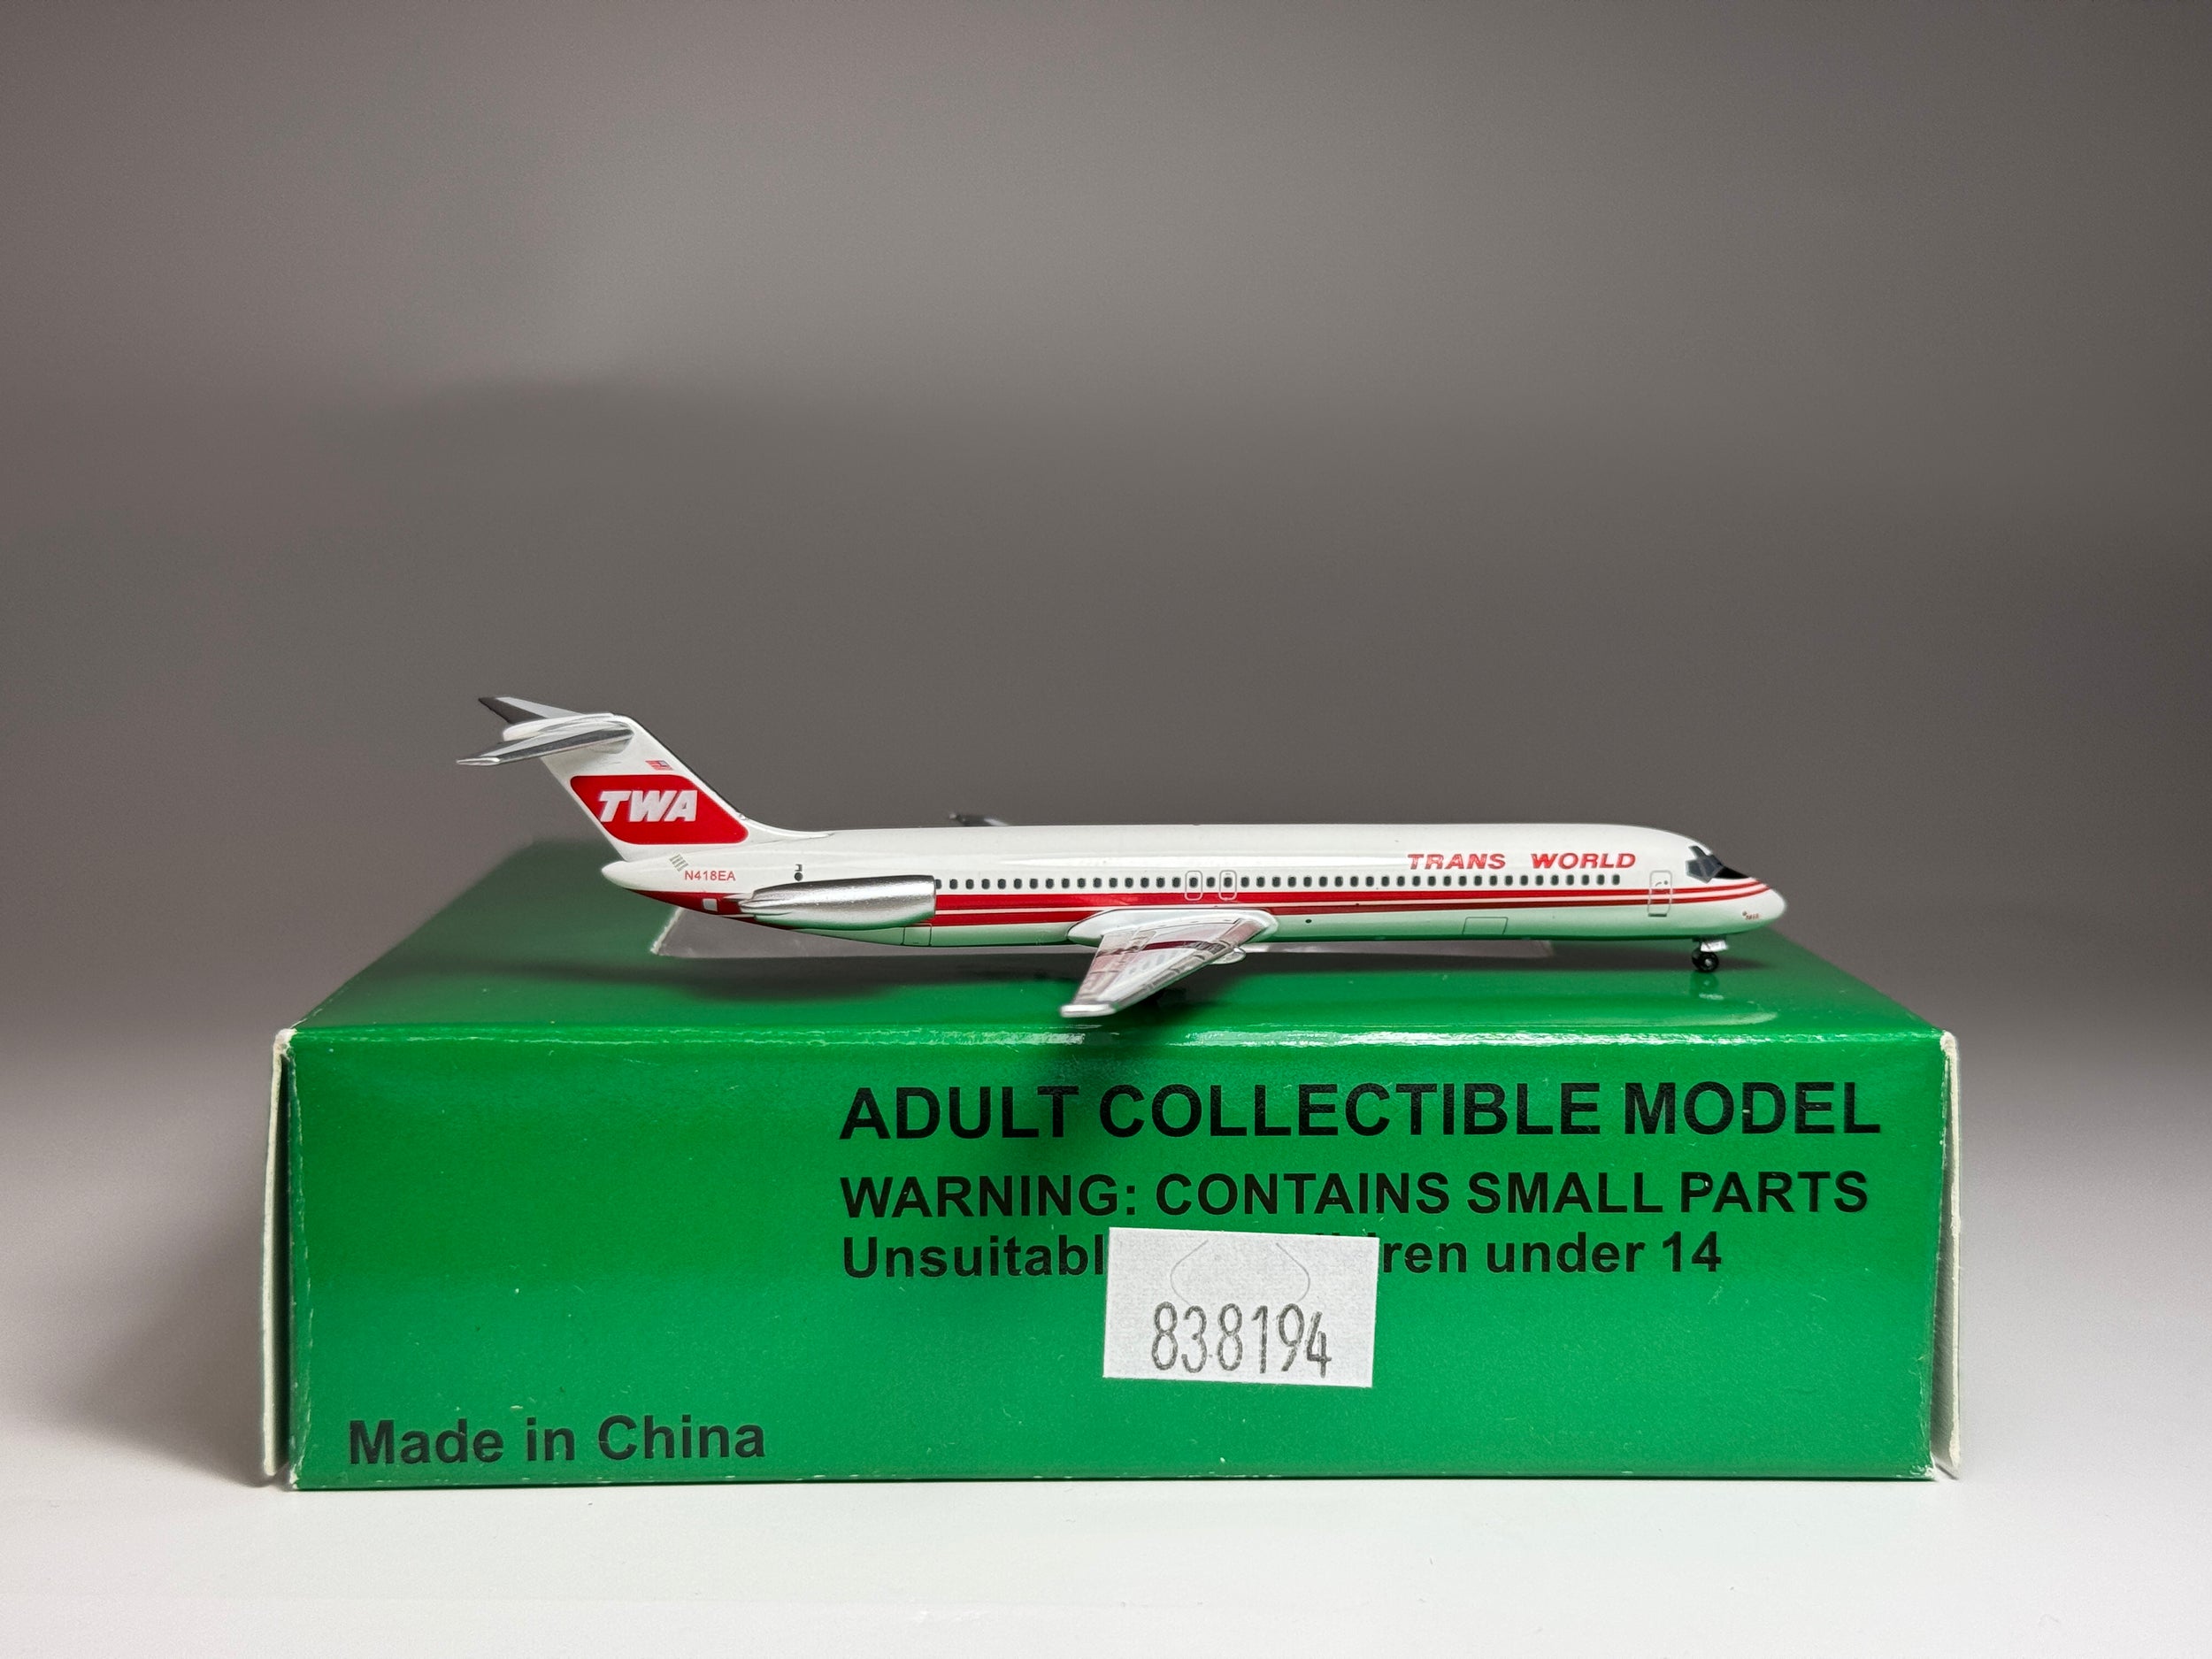 TWA
TRANS WORLD
N418EA
ADULT COLLECTIBLE MODEL
WARNING: CONTAINS SMALL PARTS
Unsuitabl ren under 14
838194
Made in China